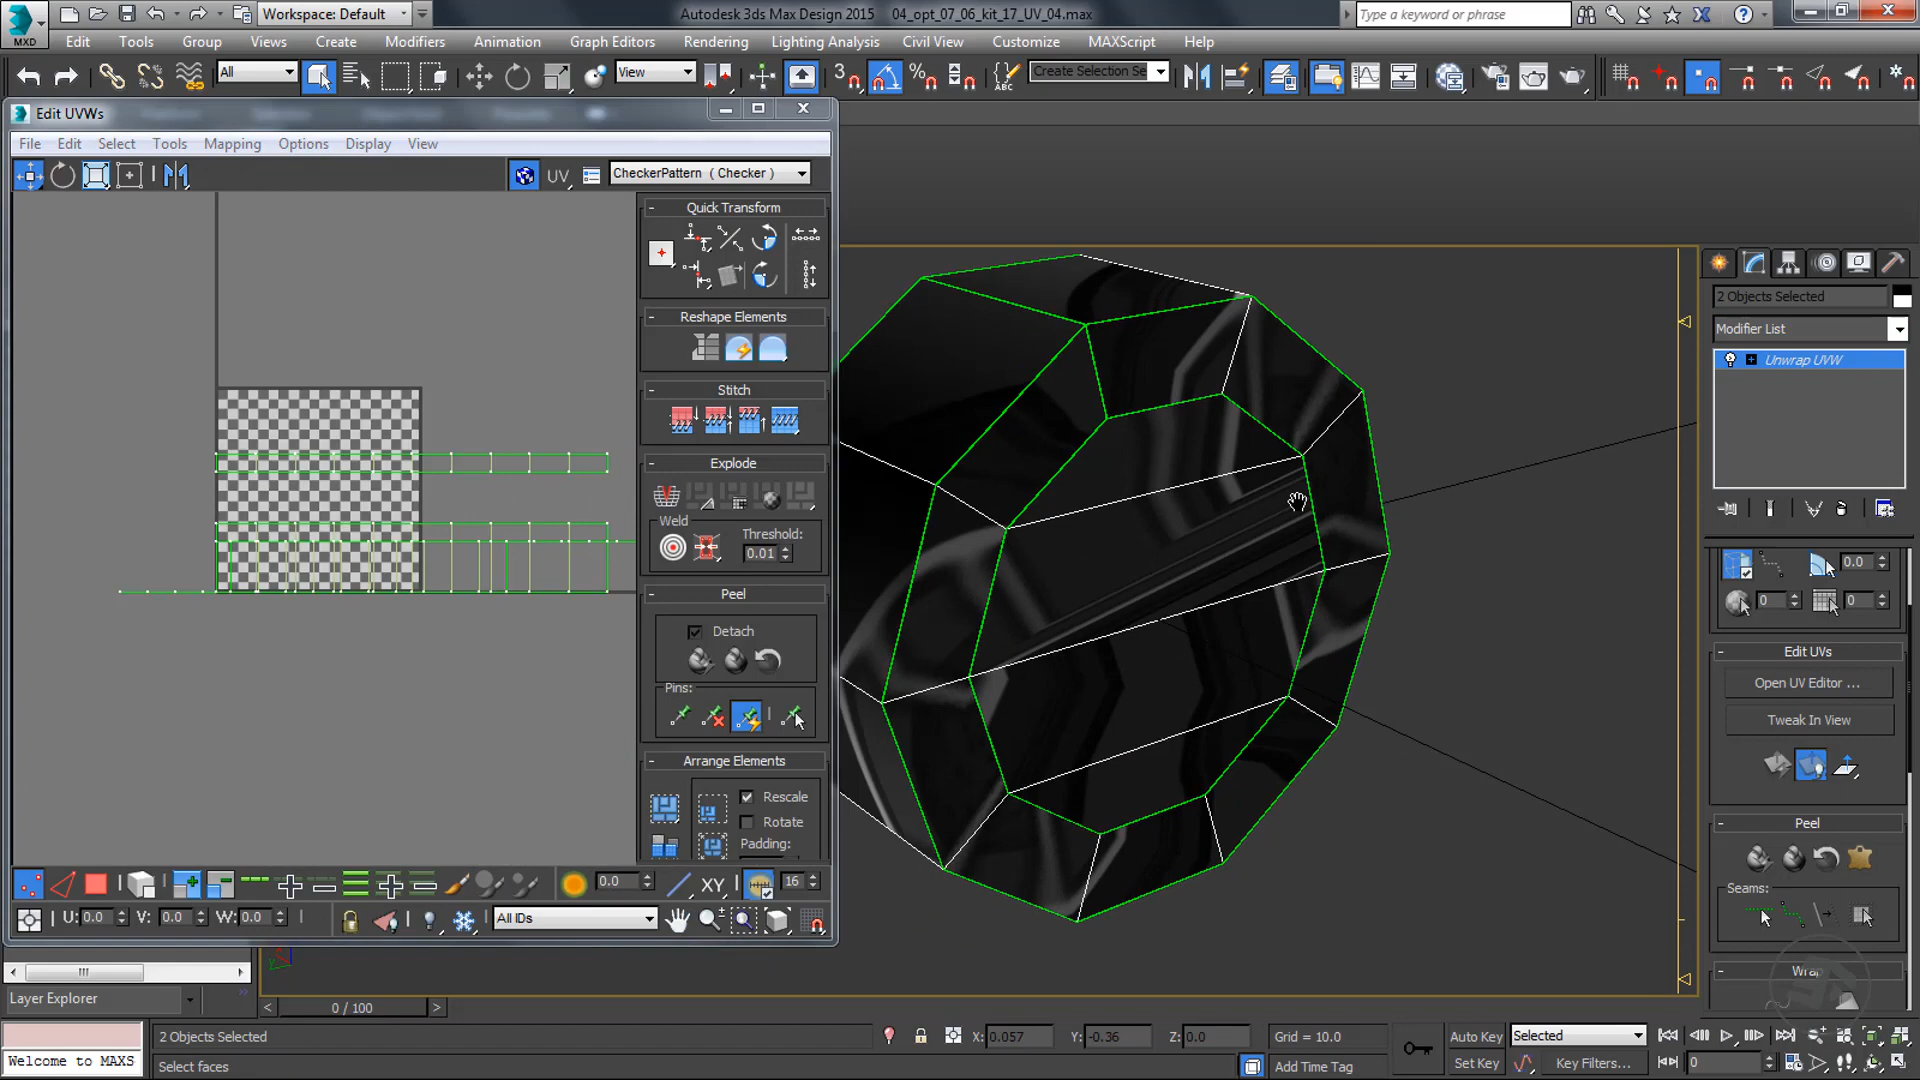 Workspace: Default
Autodesk 3ds Max Design 2015    04_opt_07_06_kit_17_UV_04.max
Type a keyword or phrase
MXD
Edit Tools Group Views Create Modifiers Animation Graph Editors Rendering Lighting Analysis Civil View Customize MAXScript Help
All
View
3
Create Selection Se
Edit UVWs
File Edit Select Tools Mapping Options Display View
UV
CheckerPattern ( Checker )
Quick Transform
Reshape Elements
Stitch
Explode
Weld
Threshold:
0.01
Peel
Detach
Pins:
Arrange Elements
Rescale
Rotate
Padding:
0.0
XY
16
U: 0.0
V: 0.0
W: 0.0
All IDs
2 Objects Selected
Modifier List
Unwrap UVW
0.0
0
0
Edit UVs
Open UV Editor ...
Tweak In View
Peel
Seams:
Wrap
Layer Explorer
0 / 100
Welcome to MAXS
2 Objects Selected
Select faces
X: 0.057
Y: -0.36
Z: 0.0
Grid = 10.0
Add Time Tag
Auto Key
Selected
Set Key
Key Filters...
0